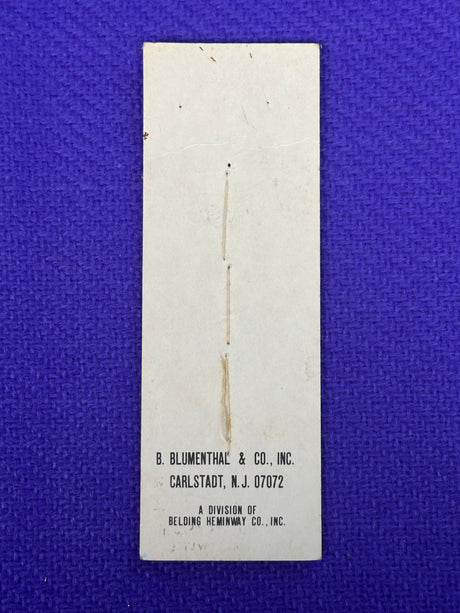 B. BLUMENTHAL & CO., INC.
CARLSTADT, N.J. 07072
A DIVISION OF
BELDING HEMINWAY CO., INC.